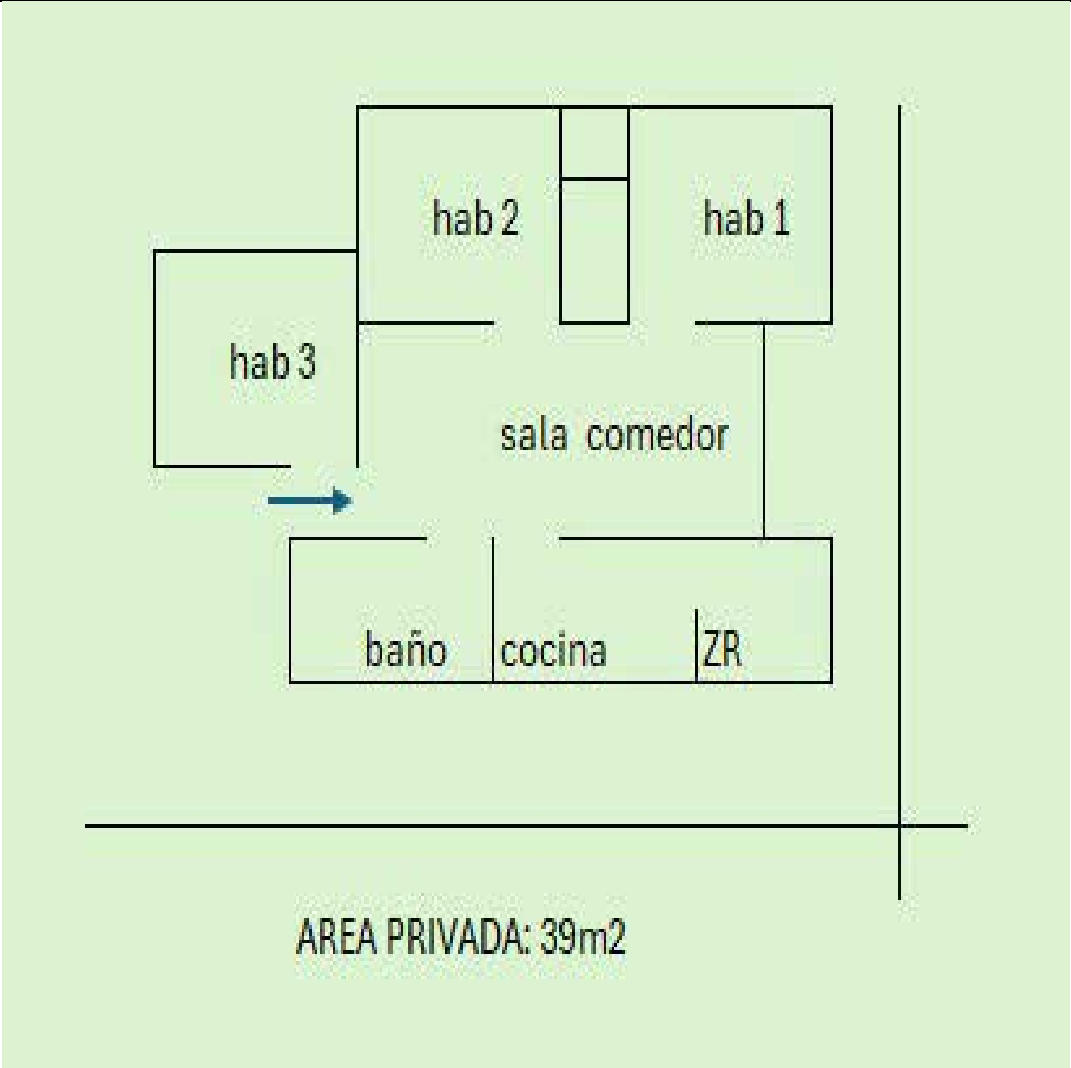 hab 2
hab 1
hab 3
sala comedor
baño
cocina
ZR
AREA PRIVADA: 39m2